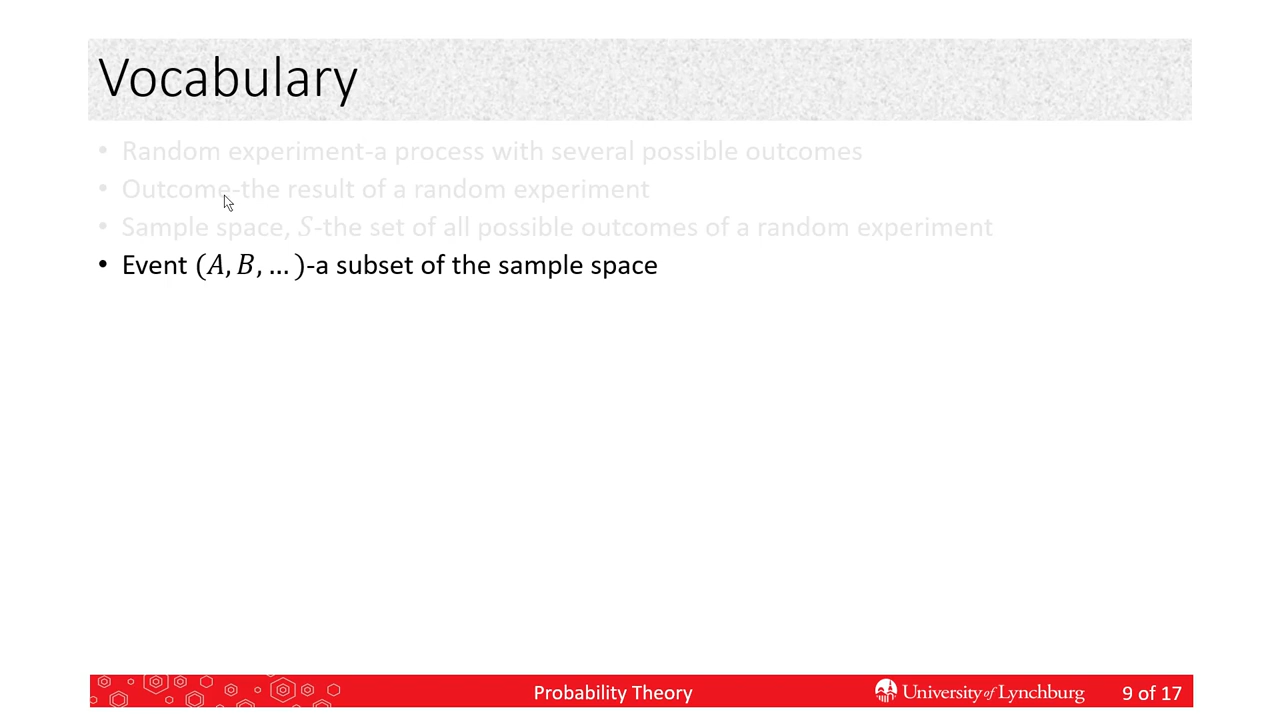 Vocabulary
• Random experiment-a process with several possible outcomes
• Outcome-the result of a random experiment
• Sample space, 𝑆-the set of all possible outcomes of a random experiment
• Event (𝐴, 𝐵, … )-a subset of the sample space
Probability Theory
University of Lynchburg
9 of 17